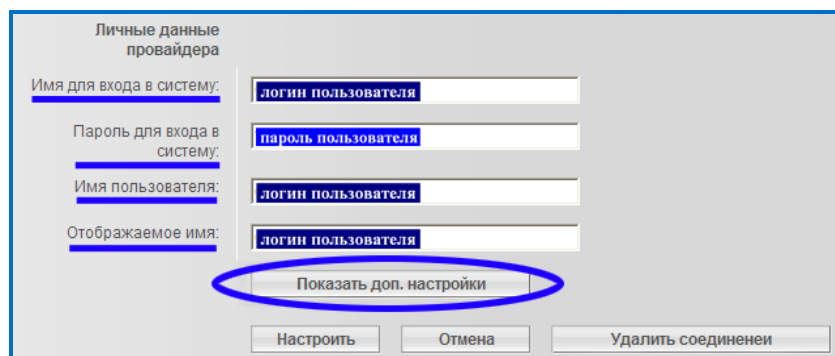 Личные данные
провайдера
Имя для входа в систему:
логин пользователя
Пароль для входа в
систему:
пароль пользователя
Имя пользователя:
логин пользователя
Отображаемое имя:
логин пользователя
Показать доп. настройки
Настроить Отмена Удалить соединенеи